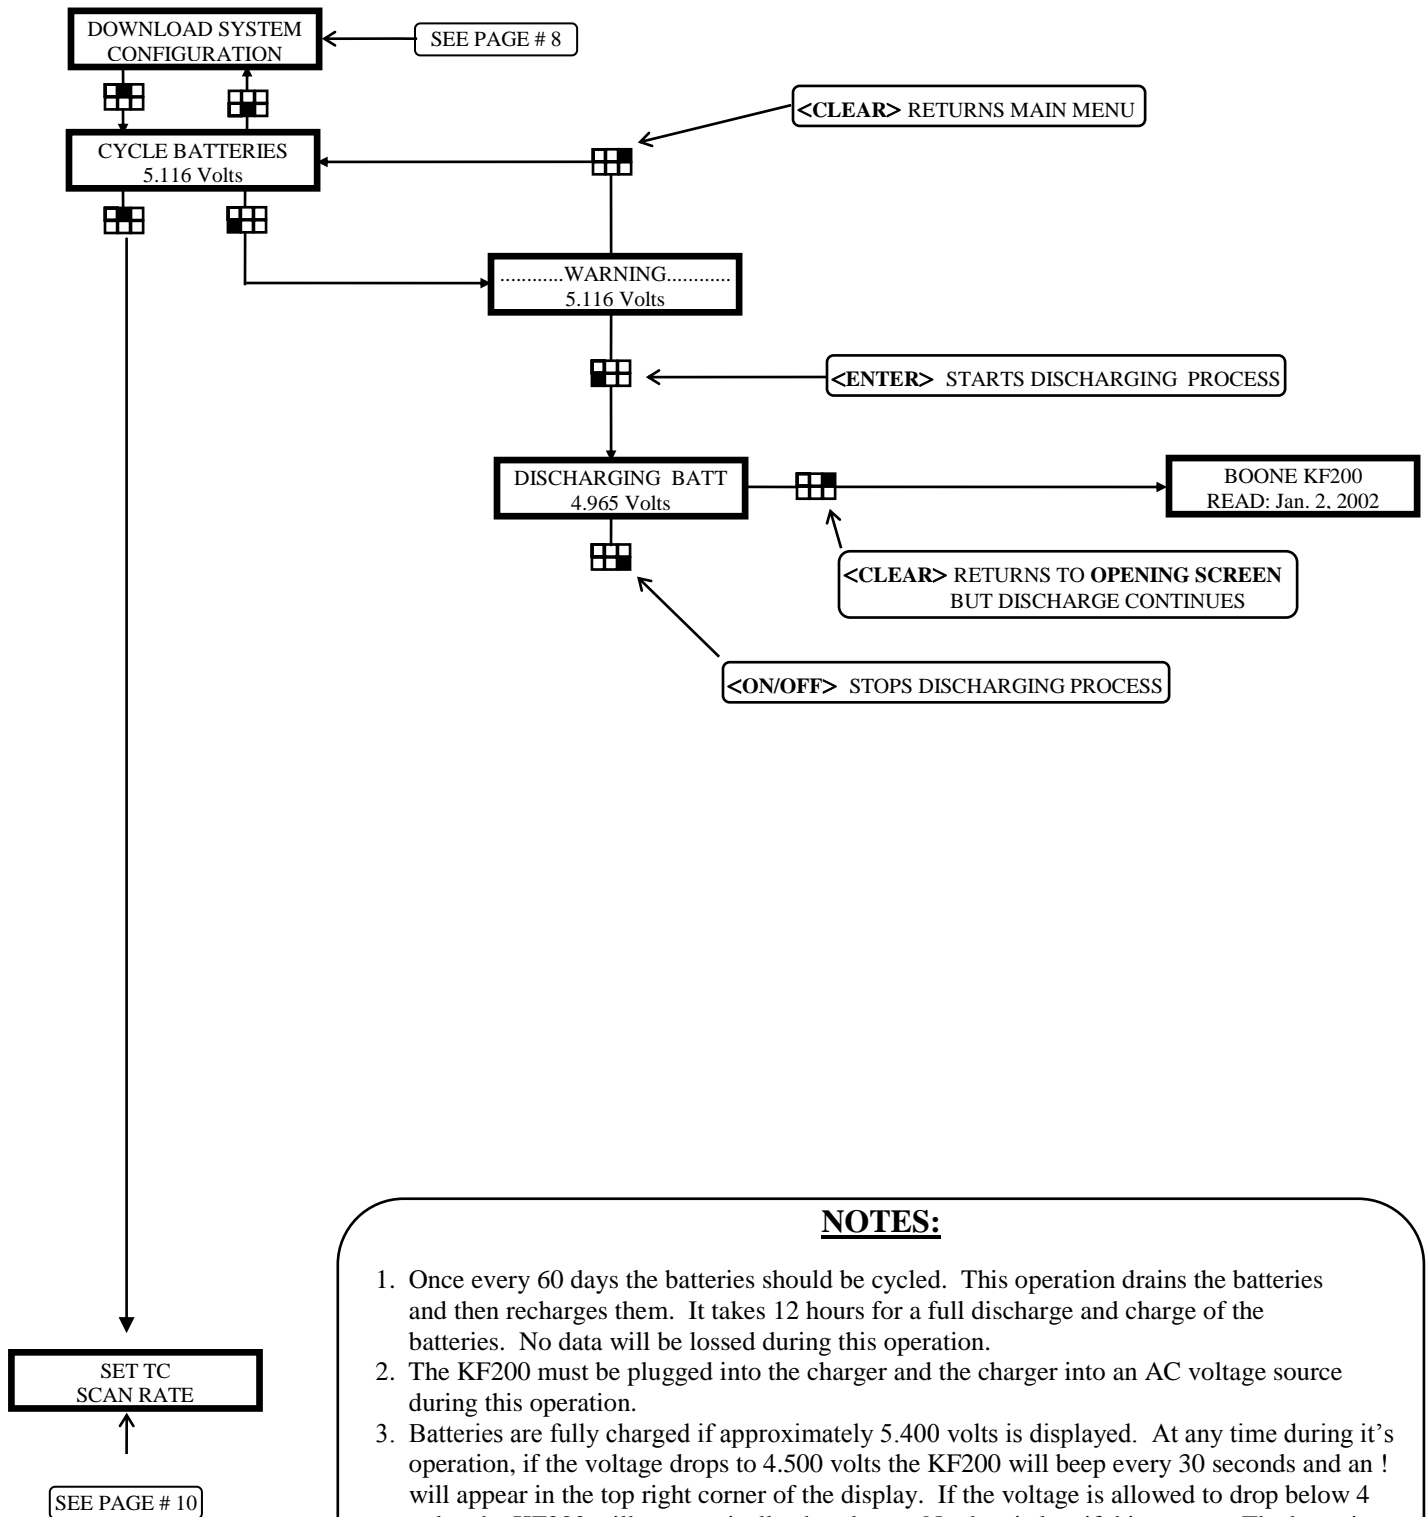 DOWNLOAD SYSTEM
CONFIGURATION
SEE PAGE # 8
<CLEAR> RETURNS MAIN MENU
CYCLE BATTERIES
5.116 Volts
............WARNING............
5.116 Volts
<ENTER> STARTS DISCHARGING PROCESS
DISCHARGING BATT
4.965 Volts
BOONE KF200
READ: Jan. 2, 2002
<CLEAR> RETURNS TO OPENING SCREEN
BUT DISCHARGE CONTINUES
<ON/OFF> STOPS DISCHARGING PROCESS
SET TC
SCAN RATE
SEE PAGE # 10
NOTES:
1. Once every 60 days the batteries should be cycled. This operation drains the batteries
and then recharges them. It takes 12 hours for a full discharge and charge of the
batteries. No data will be lossed during this operation.
2. The KF200 must be plugged into the charger and the charger into an AC voltage source
during this operation.
3. Batteries are fully charged if approximately 5.400 volts is displayed. At any time during it's
operation, if the voltage drops to 4.500 volts the KF200 will beep every 30 seconds and an !
will appear in the top right corner of the display. If the voltage is allowed to drop below 4